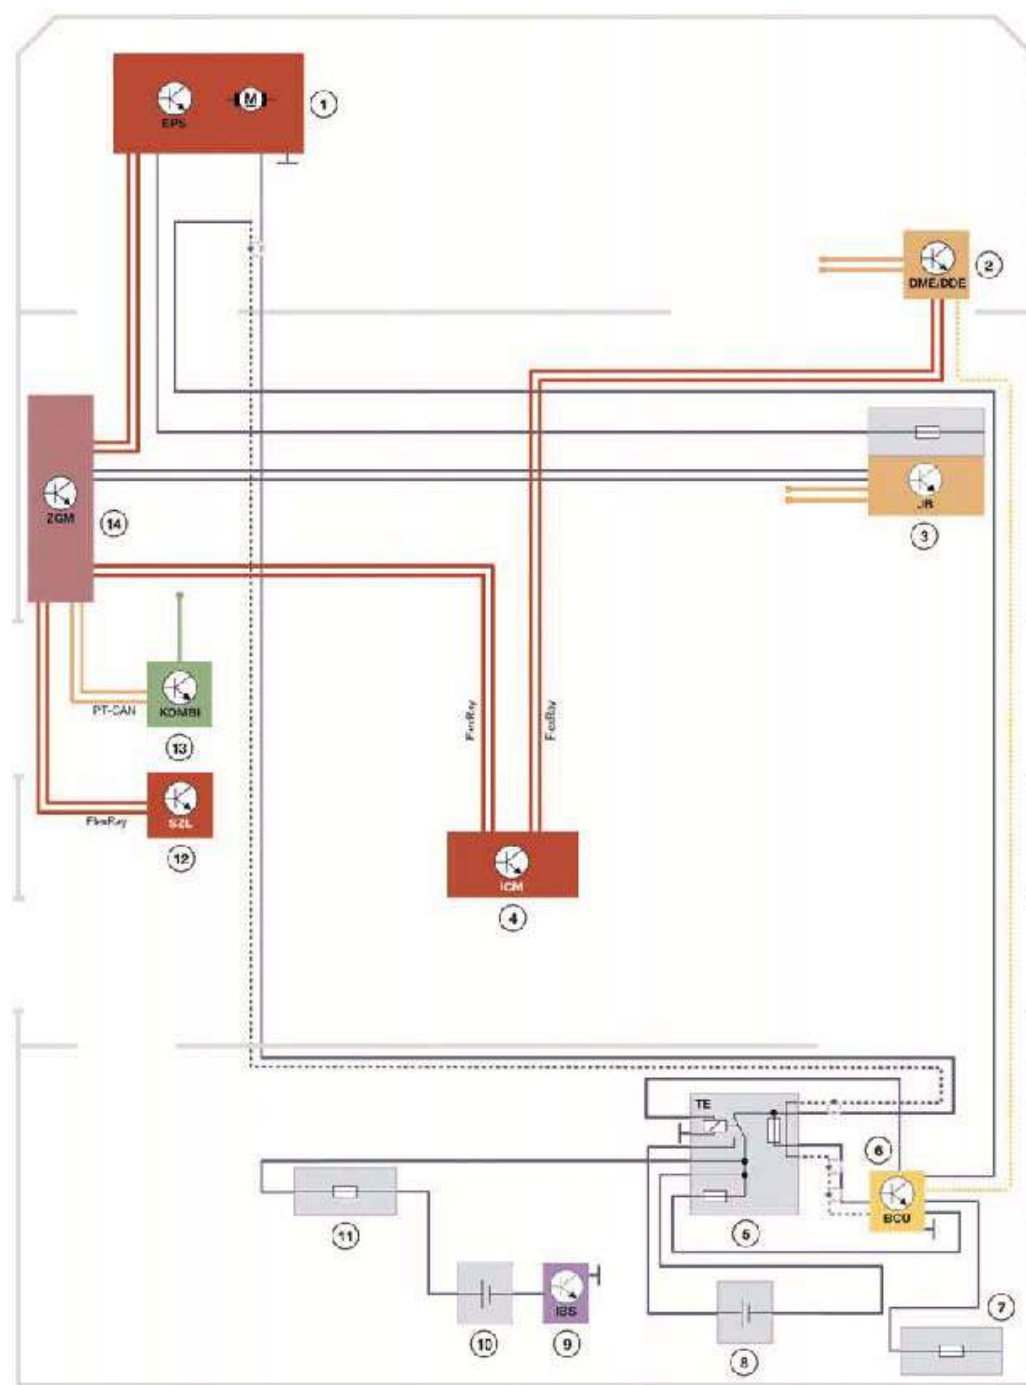 EPS
M
1
2
DME/DDE
JB
3
ZGM
14
KOMBI
PT-CAN
13
FlexRay
FlexRay
SZL
FlexRay
12
ICM
4
TE
6
BCU
5
11
7
IBS
10
9
8